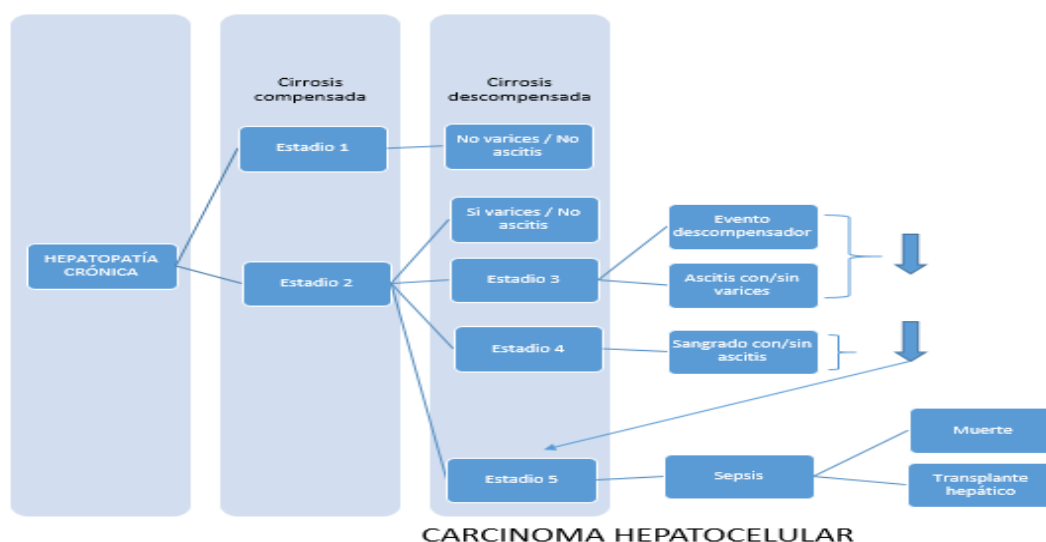 Cirrosis
compensada
Cirrosis
descompensada
Estadio 1
No varices / No
ascitis
Si varices / No
ascitis
Evento
descompensador
HEPATOPATÍA
CRÓNICA
Estadio 2
Estadio 3
Ascitis con/sin
varices
Estadio 4
Sangrado con/sin
ascitis
Muerte
Estadio 5
Sepsis
Transplante
hepático
CARCINOMA HEPATOCELULAR